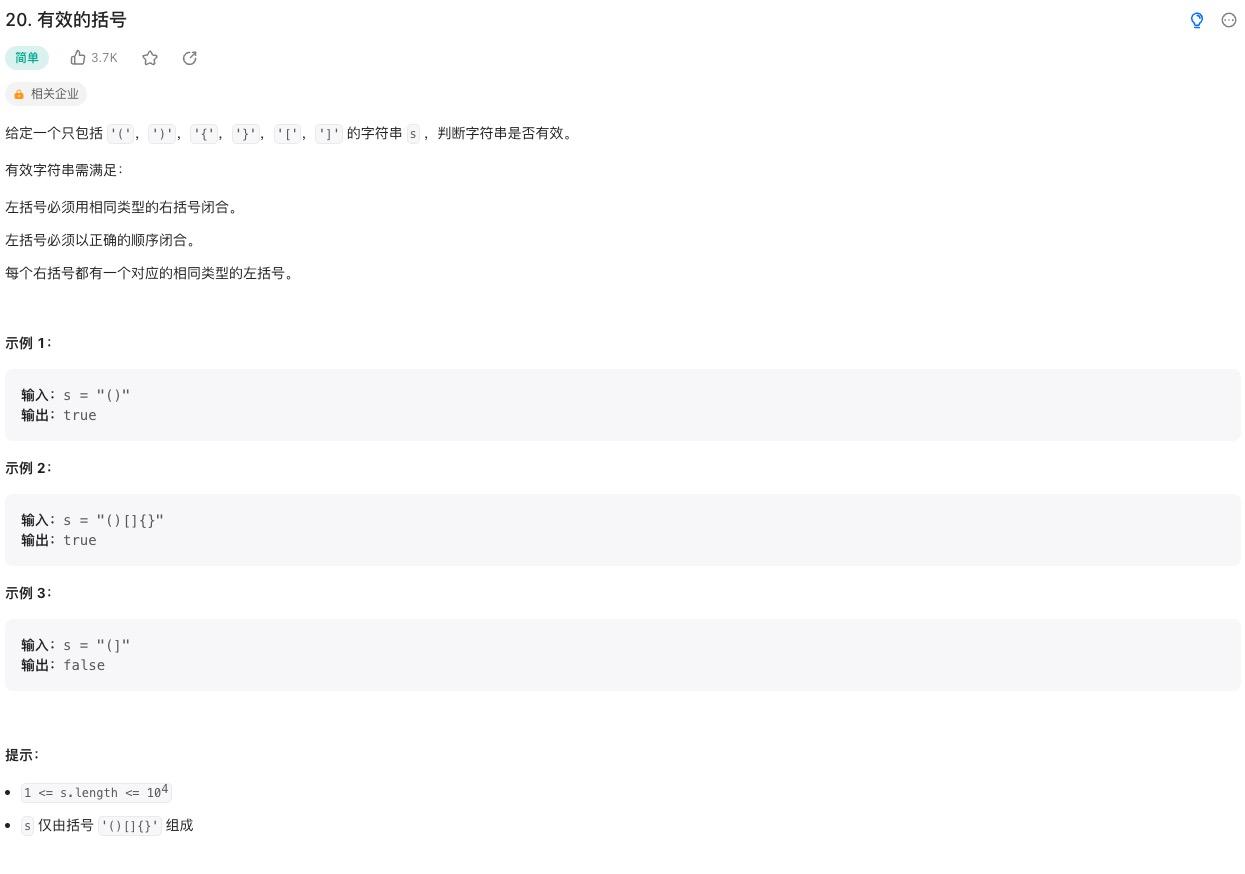 20. 有效的括号
简单 3.7K
相关企业
给定一个只包括 '(', ')', '{', '}', '[', ']' 的字符串 s ，判断字符串是否有效。
有效字符串需满足：
左括号必须用相同类型的右括号闭合。
左括号必须以正确的顺序闭合。
每个右括号都有一个对应的相同类型的左括号。
示例 1：
输入：s = "()"
输出：true
示例 2：
输入：s = "()[]{}"
输出：true
示例 3：
输入：s = "(]"
输出：false
提示：
• 1 <= s.length <= 10⁴
• s 仅由括号 '()[]{}' 组成